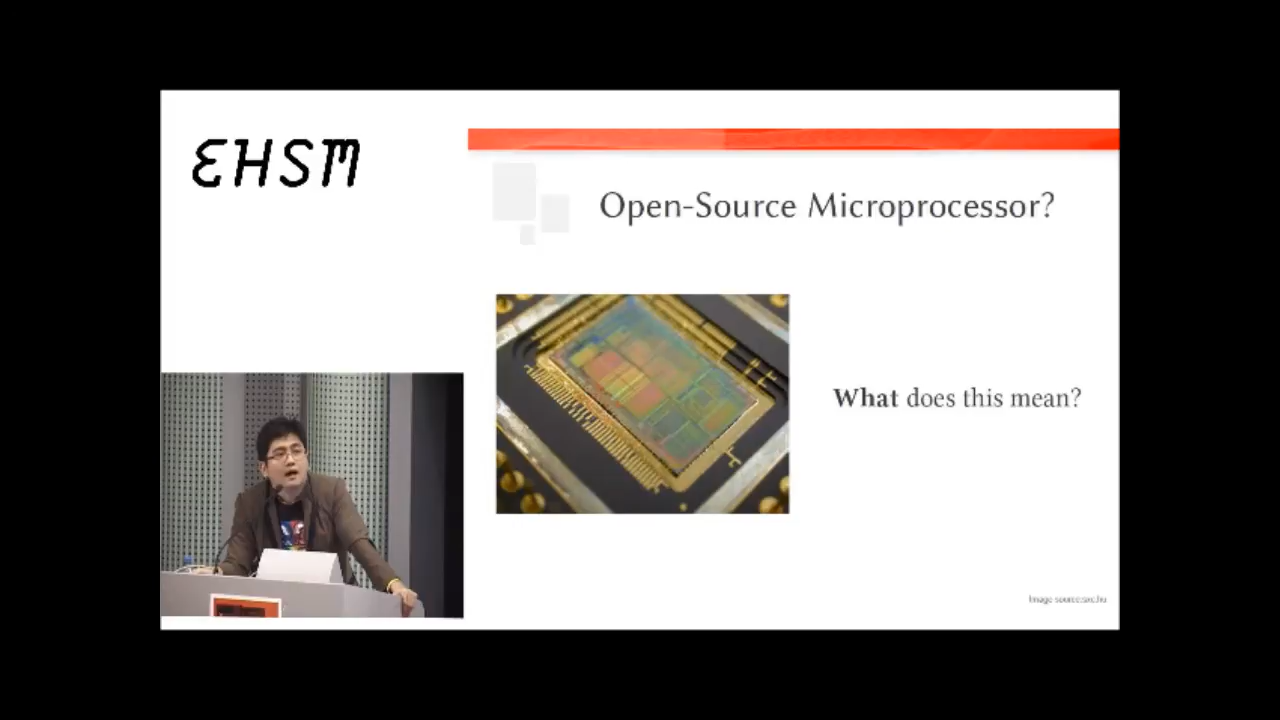 EHSM
Open-Source Microprocessor?
What does this mean?
Image source:sxc.hu